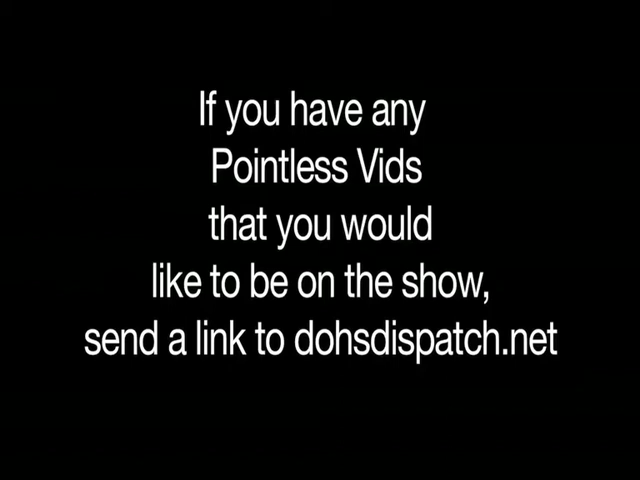 If you have any
Pointless Vids
that you would
like to be on the show,
send a link to dohsdispatch.net